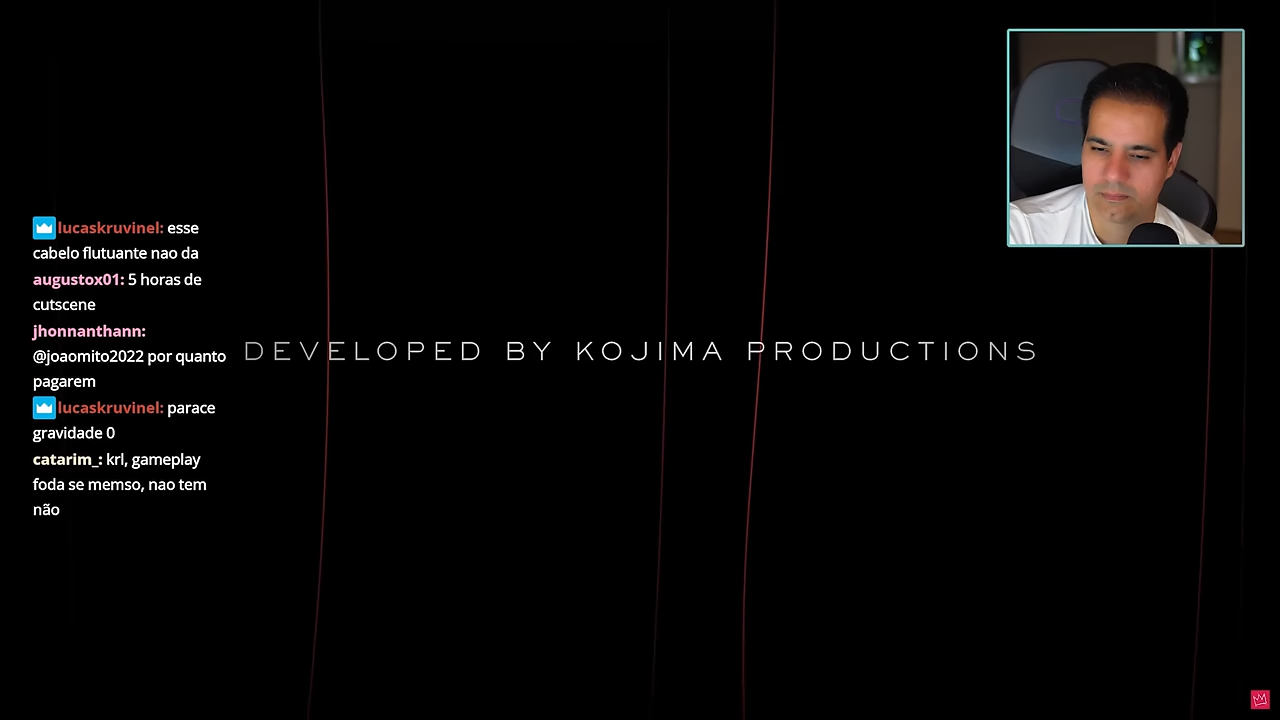 lucaskruvinel: esse
cabelo flutuante nao da
augustox01: 5 horas de
cutscene
jhonnanthann:
@joaomito2022 por quanto
pagarem
lucaskruvinel: parace
gravidade 0
catarim_: krl, gameplay
foda se memso, nao tem
não
DEVELOPED BY KOJIMA PRODUCTIONS